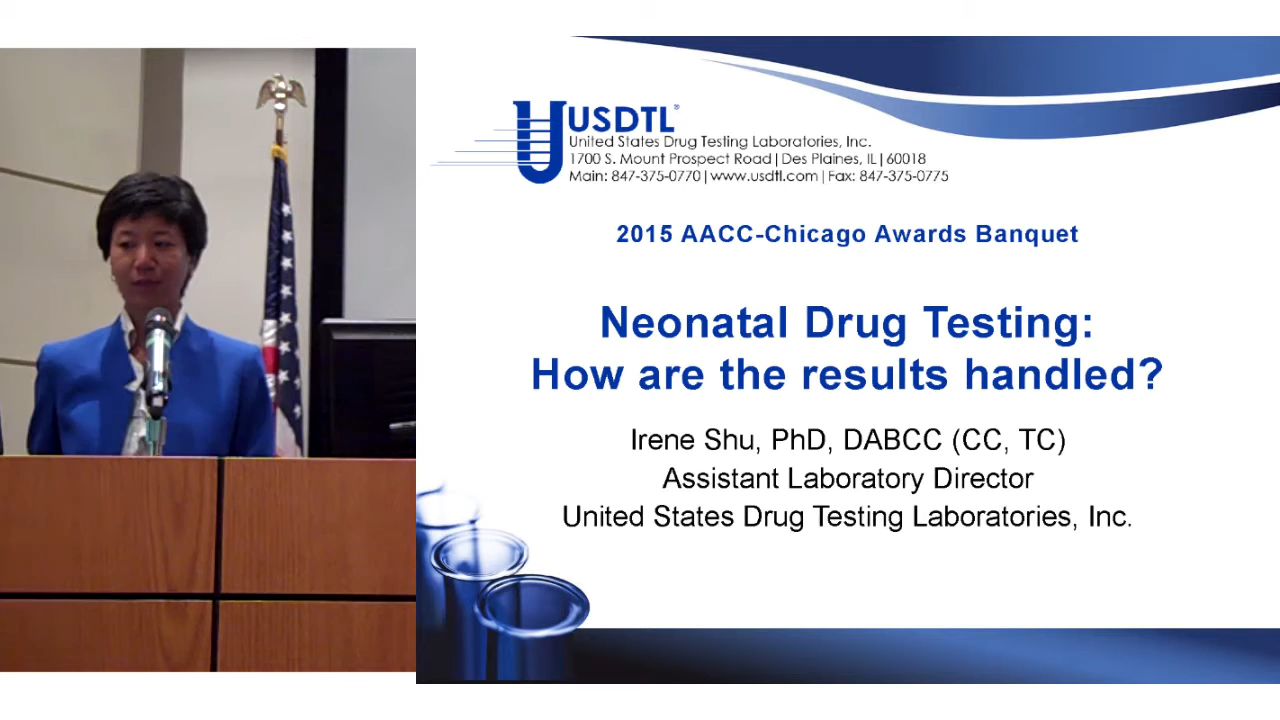 USDTL®
United States Drug Testing Laboratories, Inc.
1700 S. Mount Prospect Road|Des Plaines, IL|60018
Main: 847-375-0770|www.usdtl.com|Fax: 847-375-0775
2015 AACC-Chicago Awards Banquet
Neonatal Drug Testing:
How are the results handled?
Irene Shu, PhD, DABCC (CC, TC)
Assistant Laboratory Director
United States Drug Testing Laboratories, Inc.